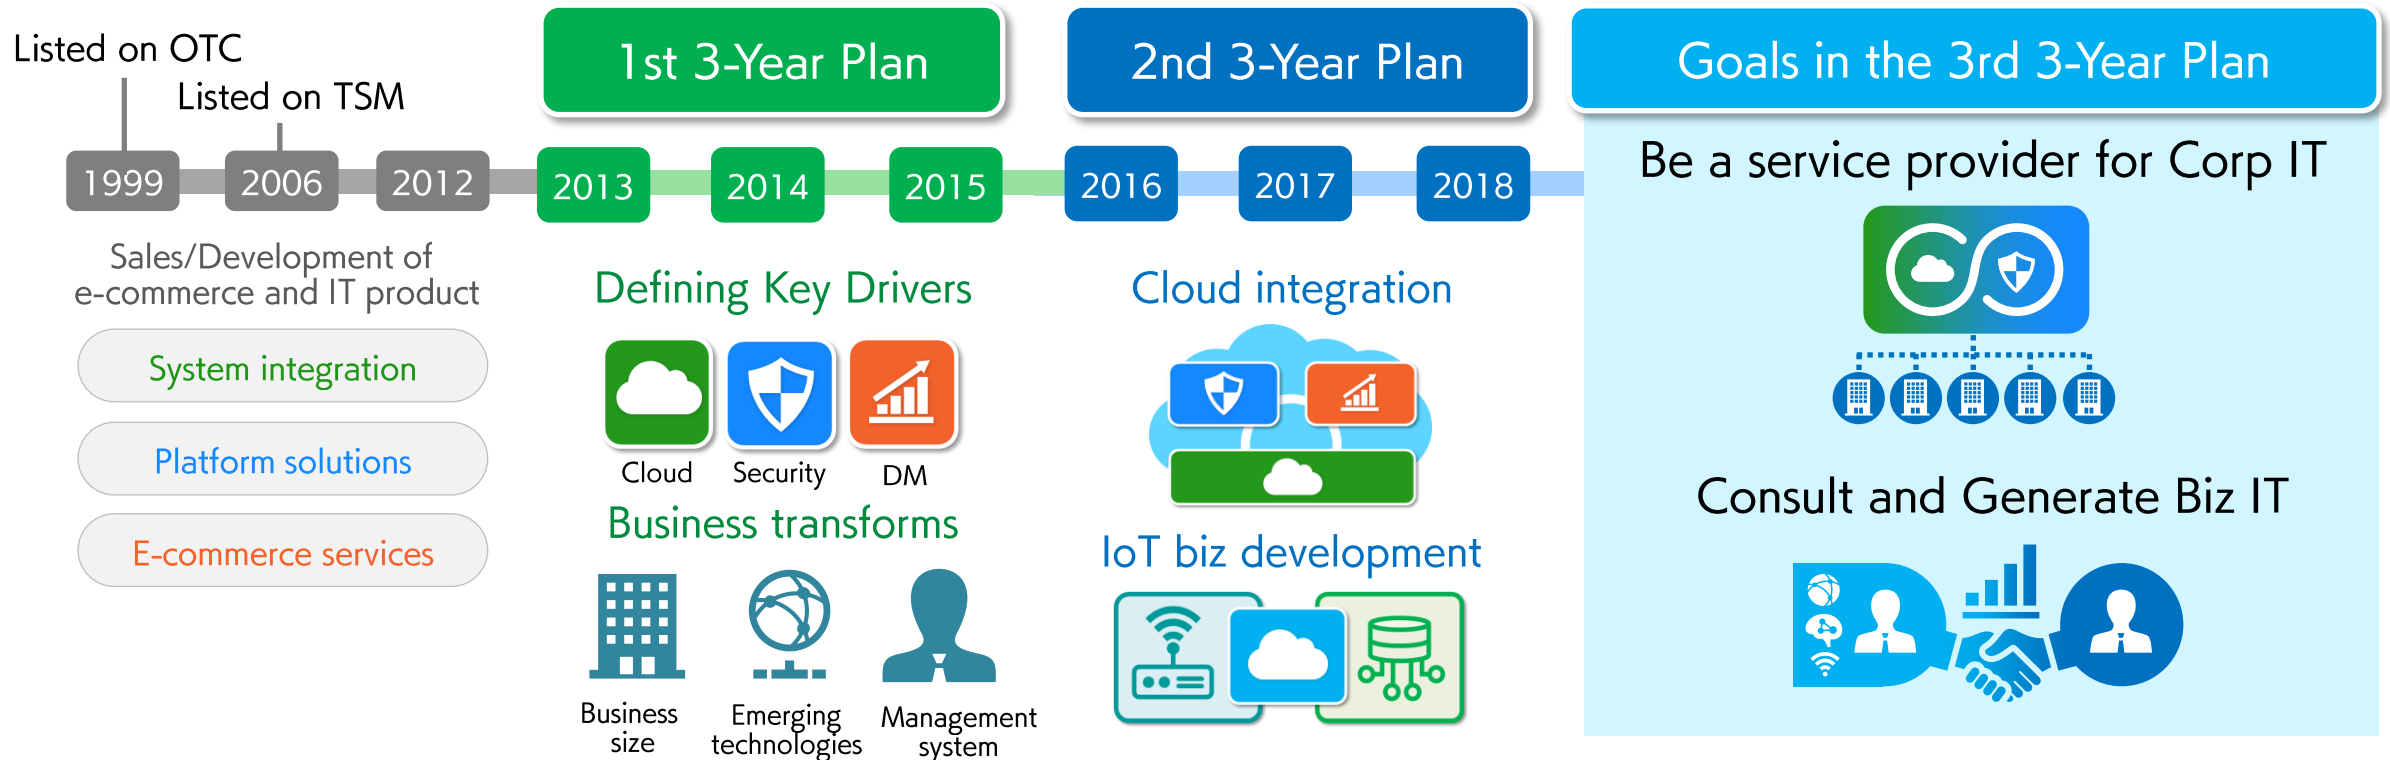 Listed on OTC
Listed on TSM
1999
2006
2012
Sales/Development of
e-commerce and IT product
System integration
Platform solutions
E-commerce services
1st 3-Year Plan
2013
2014
2015
Defining Key Drivers
Cloud
Security
DM
Business transforms
Business
size
Emerging
technologies
Management
system
2nd 3-Year Plan
2016
2017
2018
Cloud integration
IoT biz development
Goals in the 3rd 3-Year Plan
Be a service provider for Corp IT
Consult and Generate Biz IT